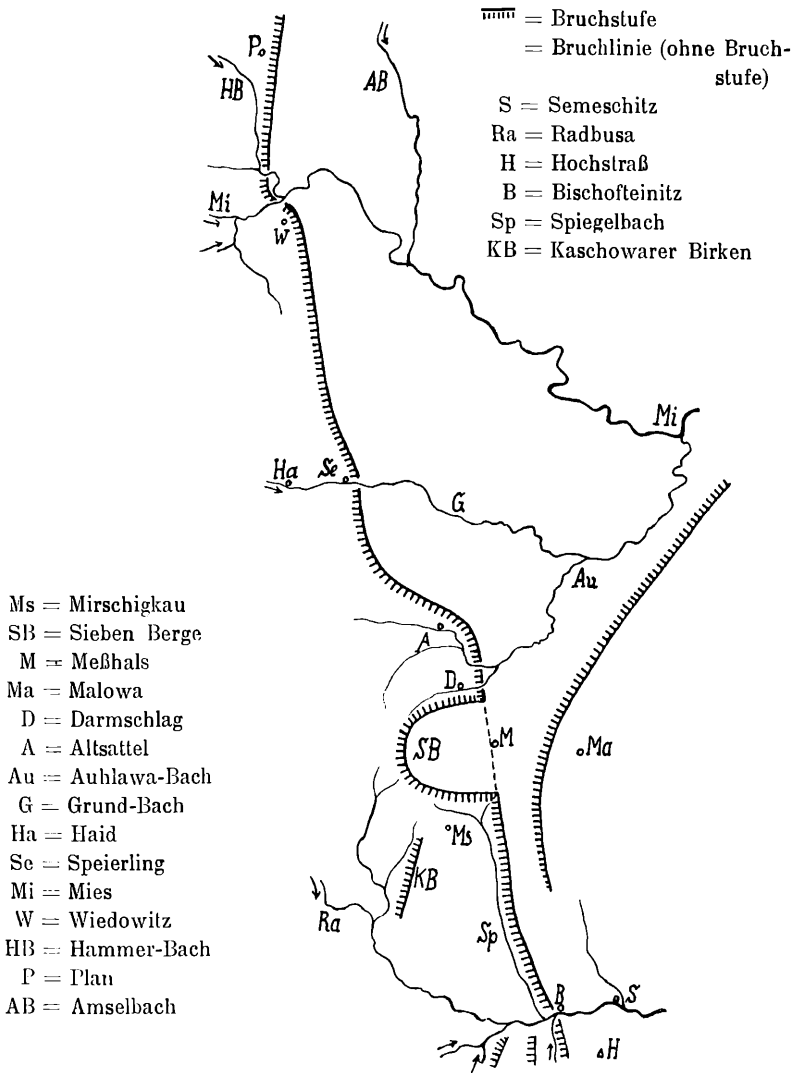 = Bruchstufe
= Bruchlinie (ohne Bruch-
stufe)
S = Semeschitz
Ra = Radbusa
H = Hochstraß
B = Bischofteinitz
Sp = Spiegelbach
KB = Kaschowarer Birken
P
HB
AB
Mi
W
Mi
Ha
Se
G
Au
A
D
SB
M
Ma
Ms
KB
Ra
Sp
B
S
H
Ms = Mirschigkau
SB = Sieben Berge
M = Meßhals
Ma = Malowa
D = Darmschlag
A = Altsattel
Au = Auhlawa-Bach
G = Grund-Bach
Ha = Haid
Se = Speierling
Mi = Mies
W = Wiedowitz
HB = Hammer-Bach
P = Plan
AB = Amselbach